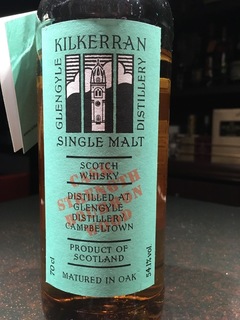 KILKERRAN
GLENGYLE
DISTILLERY
SINGLE MALT
SCOTCH
WHISKY
DISTILLED AT
GLENGYLE
DISTILLERY
CAMPBELTOWN
PRODUCT OF
SCOTLAND
70cl
54.1%vol
MATURED IN OAK
STRENGTH